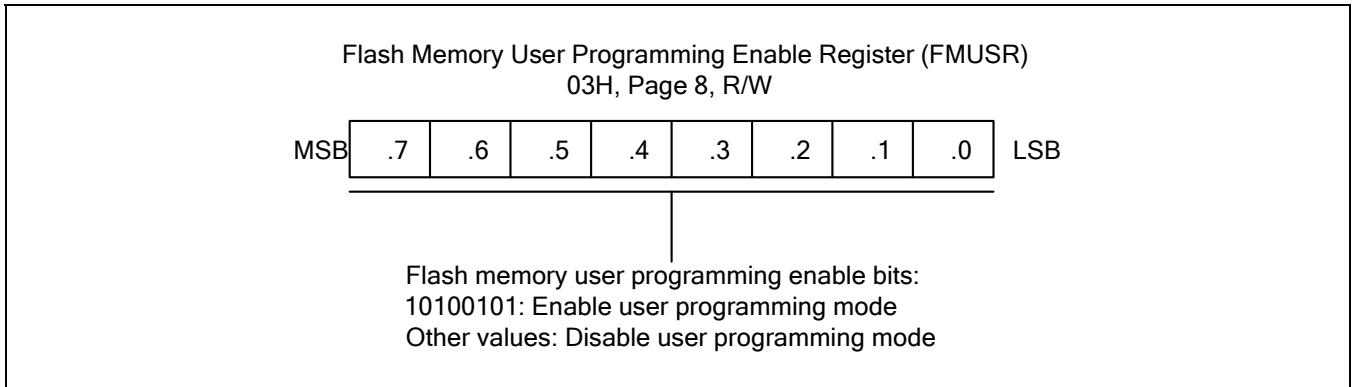 Flash Memory User Programming Enable Register (FMUSR)
03H, Page 8, R/W
MSB .7 .6 .5 .4 .3 .2 .1 .0 LSB
Flash memory user programming enable bits:
10100101: Enable user programming mode
Other values: Disable user programming mode